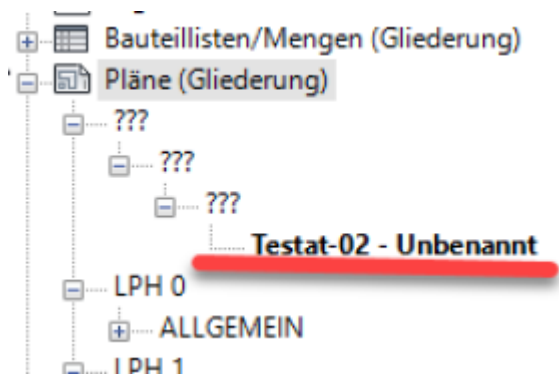 Bauteillisten/Mengen (Gliederung)
Pläne (Gliederung)
???
???
???
Testat-02 - Unbenannt
LPH 0
ALLGEMEIN
LPH 1